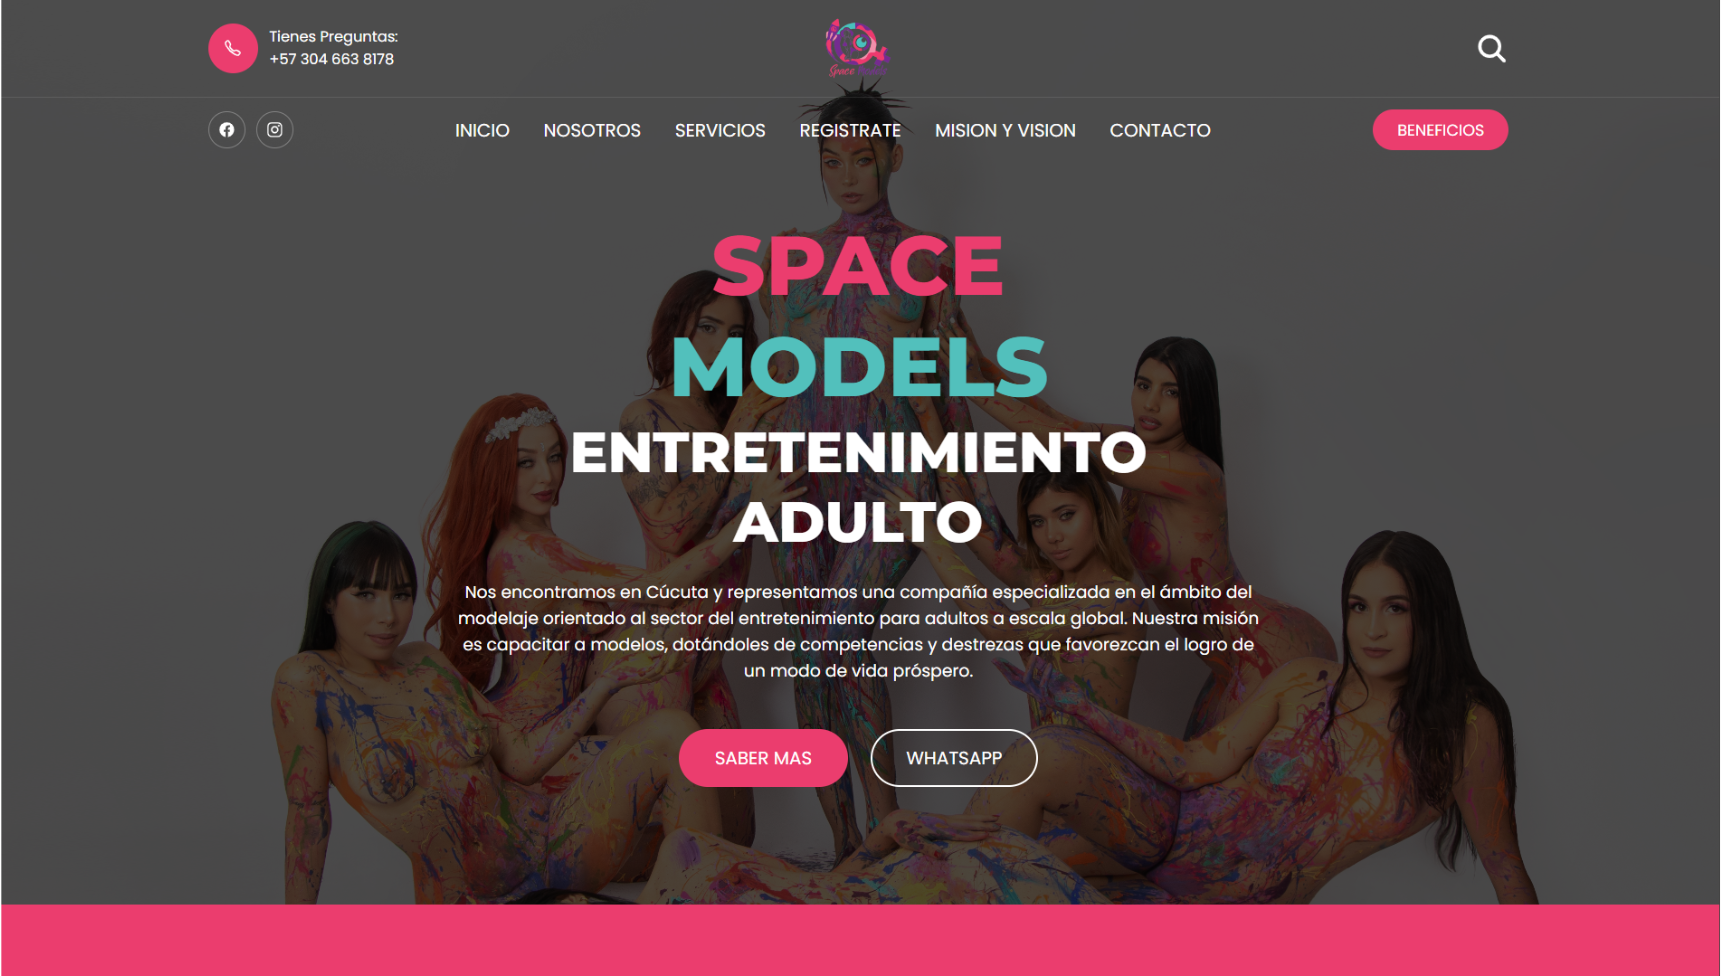 Tienes Preguntas:
+57 304 663 8178
Space
INICIO
NOSOTROS
SERVICIOS
REGISTRATE
MISION Y VISION
CONTACTO
BENEFICIOS
SPACE
MODELS
ENTRETENIMIENTO
ADULTO
Nos encontramos en Cúcuta y representamos una compañía especializada en el ámbito del
modelaje orientado al sector del entretenimiento para adultos a escala global. Nuestra misión
es capacitar a modelos, dotándoles de competencias y destrezas que favorezcan el logro de
un modo de vida próspero.
SABER MAS
WHATSAPP